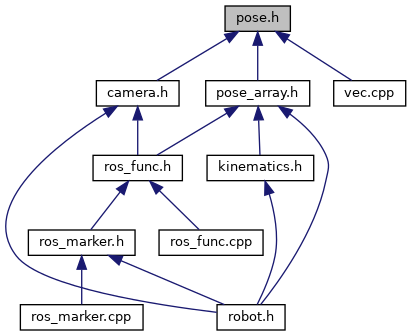 pose.h
camera.h
pose_array.h
vec.cpp
ros_func.h
kinematics.h
ros_marker.h
ros_func.cpp
ros_marker.cpp
robot.h